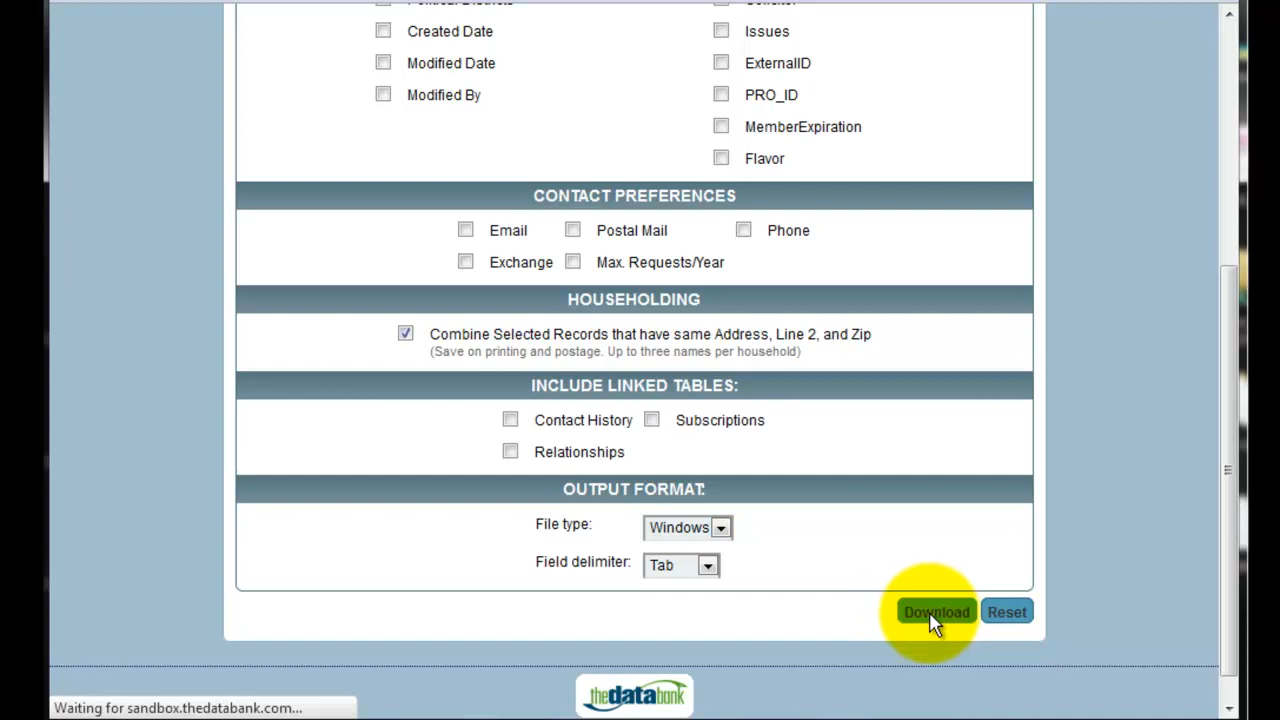 Created Date
Issues
Modified Date
ExternalID
Modified By
PRO_ID
MemberExpiration
Flavor
CONTACT PREFERENCES
Email
Postal Mail
Phone
Exchange
Max. Requests/Year
HOUSEHOLDING
Combine Selected Records that have same Address, Line 2, and Zip
(Save on printing and postage. Up to three names per household)
INCLUDE LINKED TABLES:
Contact History
Subscriptions
Relationships
OUTPUT FORMAT:
File type:
Windows
Field delimiter:
Tab
Download
Reset
thedatabank
Waiting for sandbox.thedatabank.com...